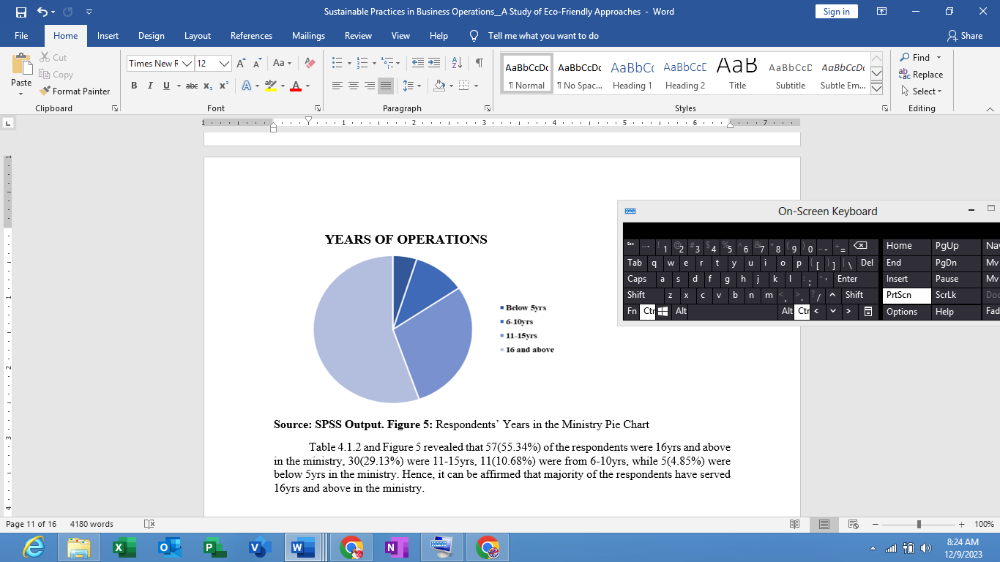 Sustainable Practices in Business Operations__A Study of Eco-Friendly Approaches - Word
Sign in
File Home Insert Design Layout References Mailings Review View Help Tell me what you want to do Share
Paste
Cut
Copy
Format Painter
Clipboard
Times New R 12
Font
Paragraph
AaBbCcDc AaBbCcDc AaBbCc AaBbCcD AaB AaBbCcD AaBbCcDc
¶ Normal ¶ No Spac... Heading 1 Heading 2 Title Subtitle Subtle Em...
Styles
Find
Replace
Select
Editing
1 1 2 3 4 5 6 7
On-Screen Keyboard
Esc ~ ` ! 1 @ 2 # 3 $ 4 % 5 ^ 6 & 7 * 8 ( 9 ) 0 _ - + = Home PgUp Nav
Tab q w e r t y u i o p { [ } ] | \ Del End PgDn Mv
Caps a s d f g h j k l : ; " ' Enter Insert Pause Mv
Shift z x c v b n m < , > . ? / ^ Shift PrtScn ScrLk Doc
Fn Ctrl Alt Alt Ctrl < > Options Help Fad
YEARS OF OPERATIONS
Below 5yrs
6-10yrs
11-15yrs
16 and above
Source: SPSS Output. Figure 5: Respondents’ Years in the Ministry Pie Chart
Table 4.1.2 and Figure 5 revealed that 57(55.34%) of the respondents were 16yrs and above
in the ministry, 30(29.13%) were 11-15yrs, 11(10.68%) were from 6-10yrs, while 5(4.85%) were
below 5yrs in the ministry. Hence, it can be affirmed that majority of the respondents have served
16yrs and above in the ministry.
Page 11 of 16 4180 words 100%
8:24 AM
12/9/2023